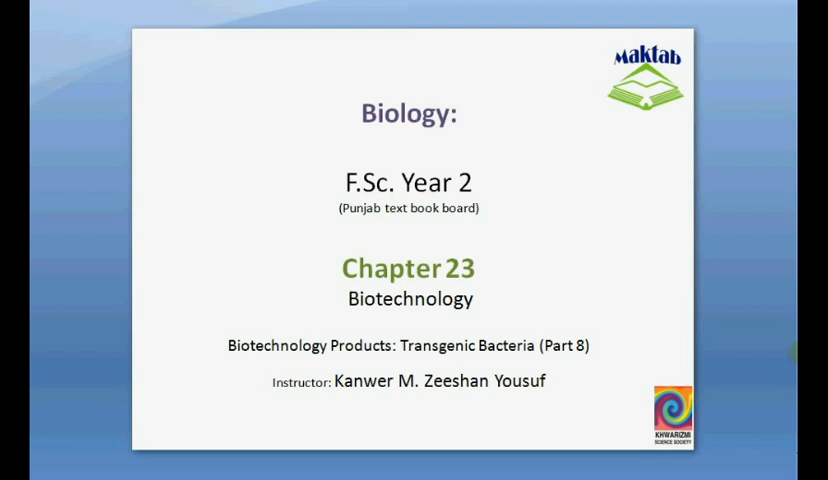 Maktab
Biology:
F.Sc. Year 2
(Punjab text book board)
Chapter 23
Biotechnology
Biotechnology Products: Transgenic Bacteria (Part 8)
Instructor: Kanwer M. Zeeshan Yousuf
KHWARIZMI
SCIENCE SOCIETY